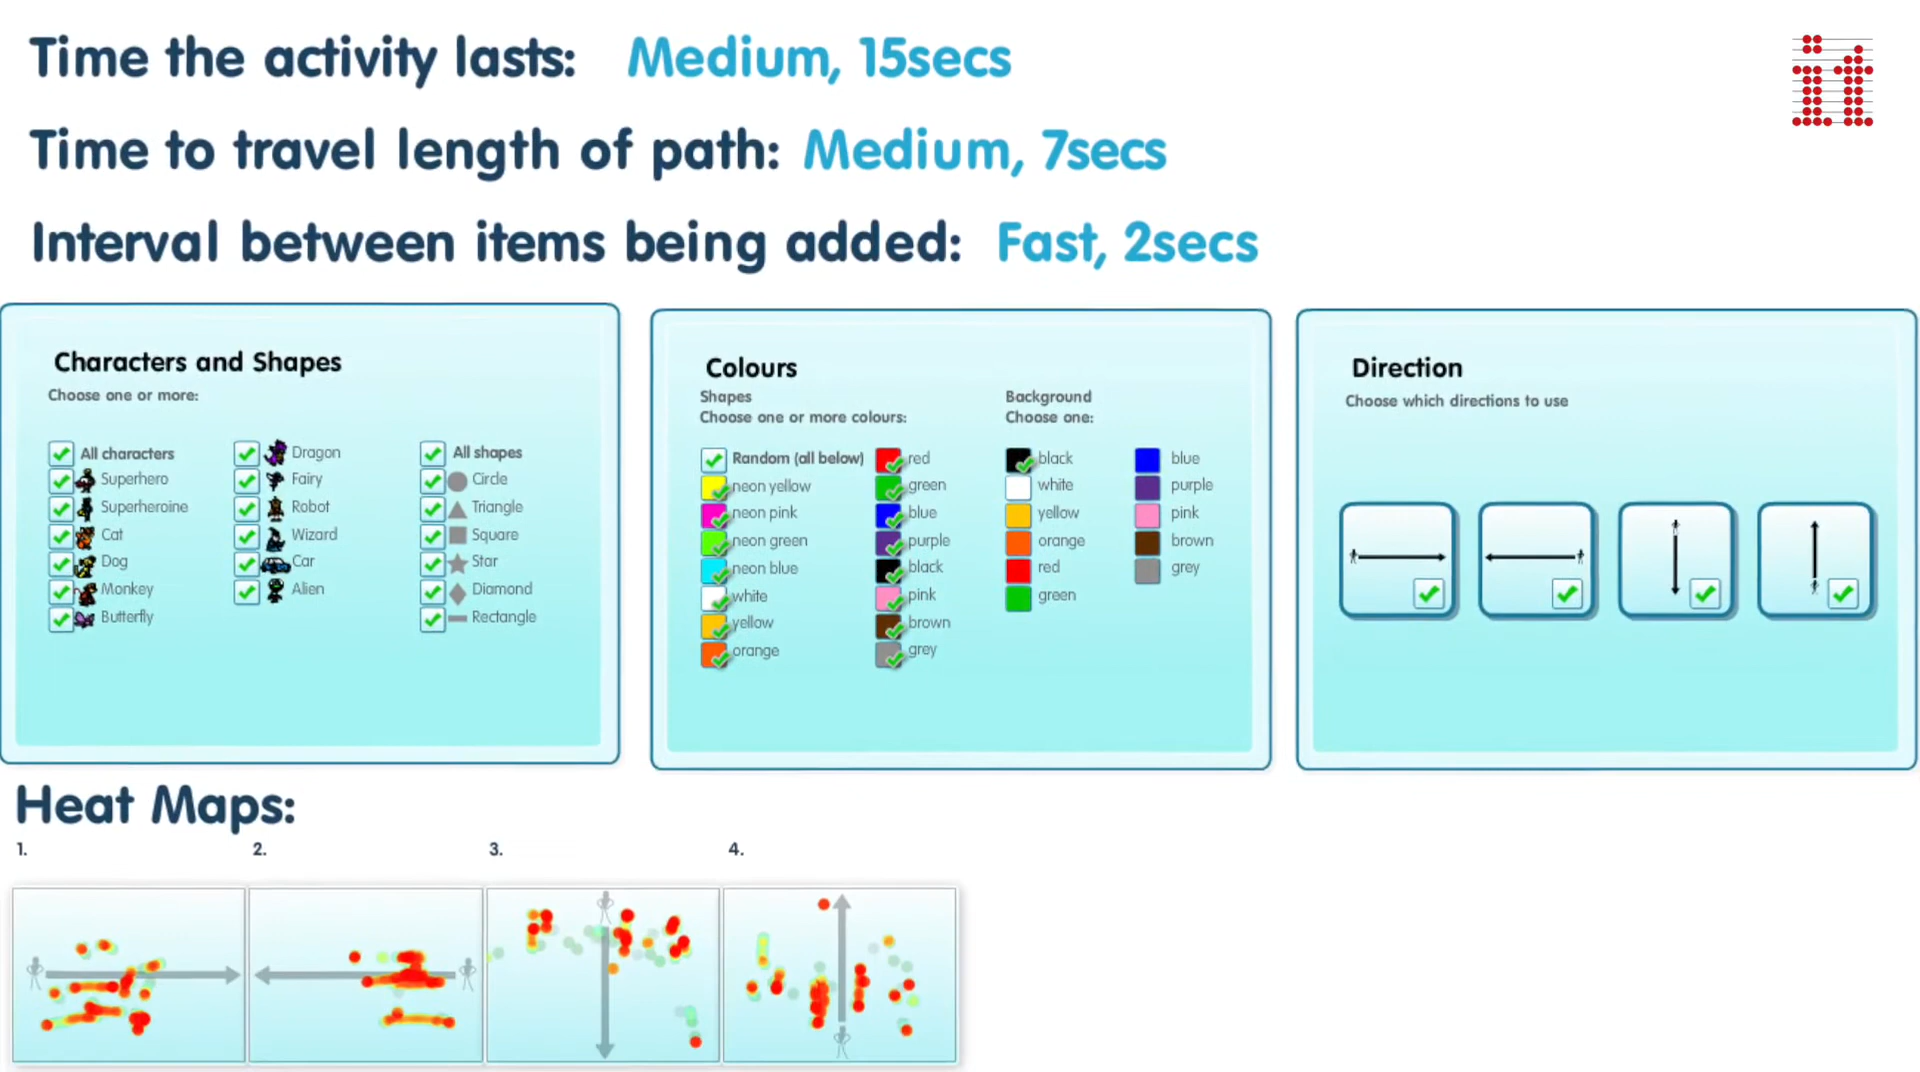 Time the activity lasts: Medium, 15secs
Time to travel length of path: Medium, 7secs
Interval between items being added: Fast, 2secs
Characters and Shapes
Choose one or more:
All characters
Superhero
Superheroine
Cat
Dog
Monkey
Butterfly
Dragon
Fairy
Robot
Wizard
Car
Alien
All shapes
Circle
Triangle
Square
Star
Diamond
Rectangle
Colours
Shapes
Choose one or more colours:
Random (all below)
neon yellow
neon pink
neon green
neon blue
white
yellow
orange
red
green
blue
purple
black
pink
brown
grey
Background
Choose one:
black
white
yellow
orange
red
green
blue
purple
pink
brown
grey
Direction
Choose which directions to use
Heat Maps:
1.
2.
3.
4.
it